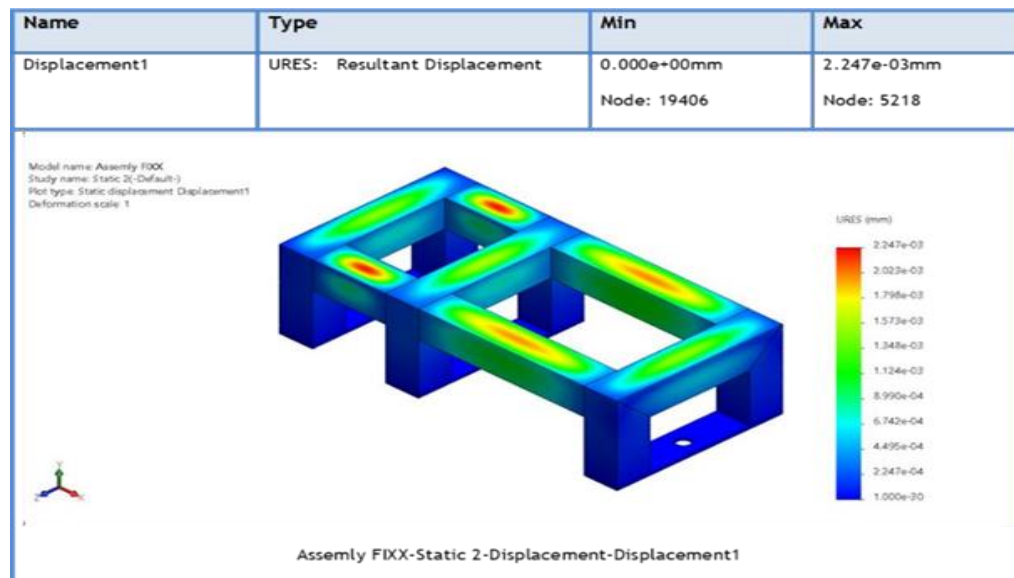 Name Type Min Max
Displacement1 URES: Resultant Displacement 0.000e+00mm 2.247e-03mm
Node: 19406 Node: 5218
Model name: Assemly FIXX
Study name: Static 2(-Default-)
Plot type: Static displacement Displacement1
Deformation scale: 1
URES (mm)
2.247e-03
2.023e-03
1.798e-03
1.573e-03
1.348e-03
1.124e-03
8.990e-04
6.742e-04
4.495e-04
2.247e-04
1.000e-30
Y
Z X
Assemly FIXX-Static 2-Displacement-Displacement1